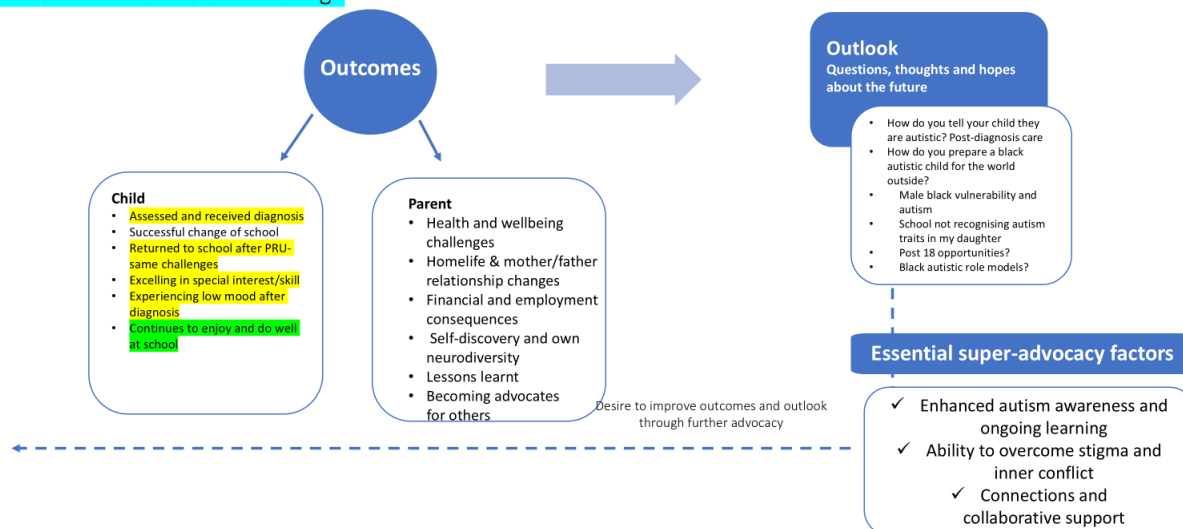 Outcomes
Outlook
Questions, thoughts and hopes
about the future
• How do you tell your child they
are autistic? Post-diagnosis care
• How do you prepare a black
autistic child for the world
outside?
• Male black vulnerability and
autism
• School not recognising autism
traits in my daughter
• Post 18 opportunities?
• Black autistic role models?
Child
• Assessed and received diagnosis
• Successful change of school
• Returned to school after PRU-
same challenges
• Excelling in special interest/skill
• Experiencing low mood after
diagnosis
• Continues to enjoy and do well
at school
Parent
• Health and wellbeing
challenges
• Homelife & mother/father
relationship changes
• Financial and employment
consequences
• Self-discovery and own
neurodiversity
• Lessons learnt
• Becoming advocates
for others
Desire to improve outcomes and outlook
through further advocacy
Essential super-advocacy factors
✓ Enhanced autism awareness and
ongoing learning
✓ Ability to overcome stigma and
inner conflict
✓ Connections and
collaborative support